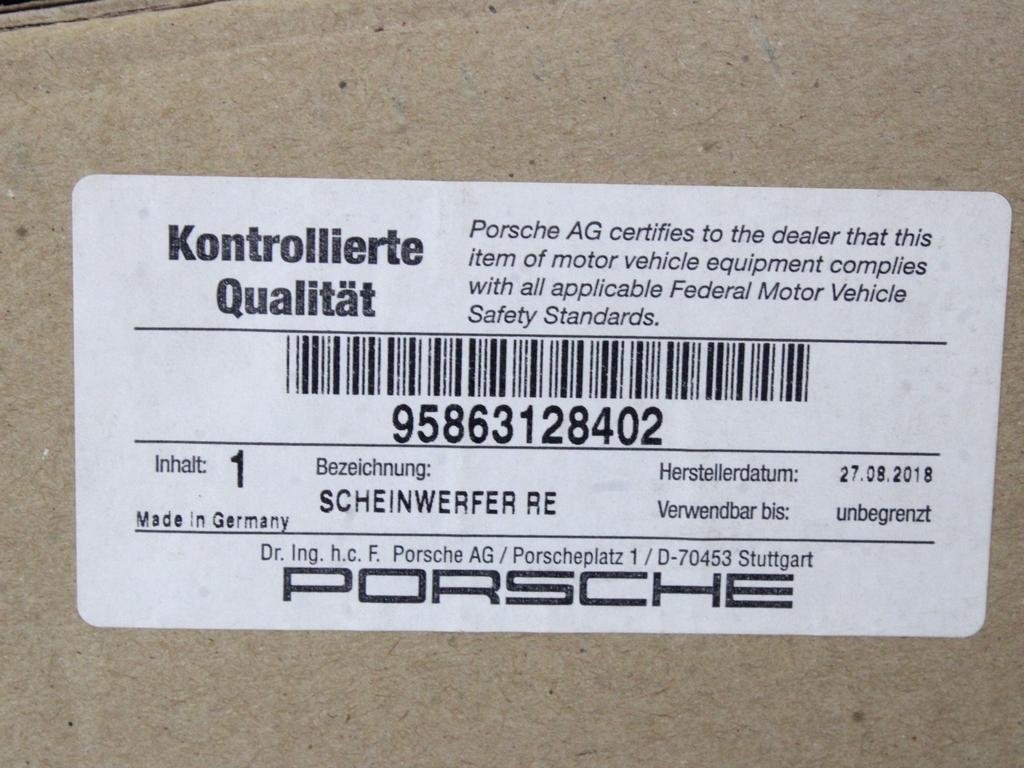 Kontrollierte
Qualität
Porsche AG certifies to the dealer that this
item of motor vehicle equipment complies
with all applicable Federal Motor Vehicle
Safety Standards.
95863128402
Inhalt: 1
Made in Germany
Bezeichnung:
SCHEINWERFER RE
Herstellerdatum: 27.08.2018
Verwendbar bis: unbegrenzt
Dr. Ing. h.c. F. Porsche AG / Porscheplatz 1 / D-70453 Stuttgart
PORSCHE